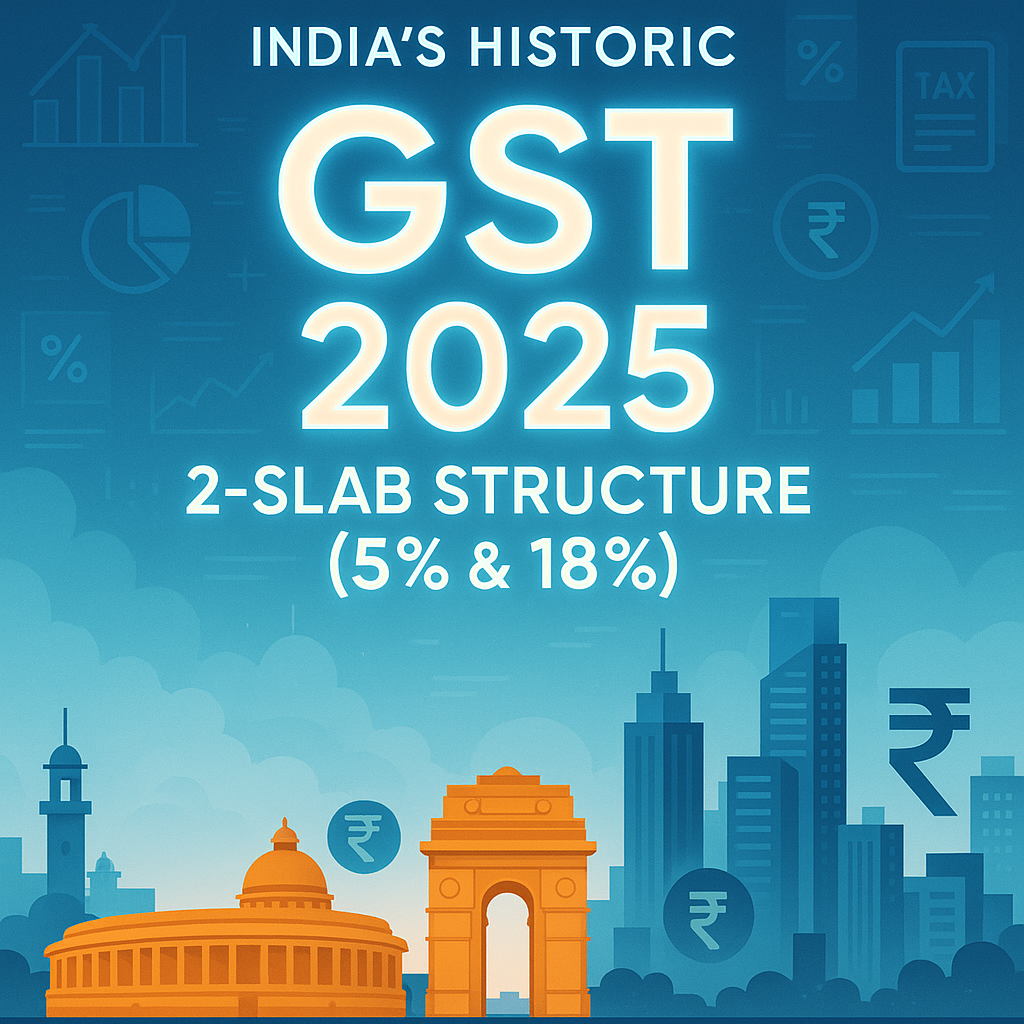 INDIA'S HISTORIC
GST
2025
2-SLAB STRUCTURE
(5% & 18%)
%
TAX
₹
%
₹
₹
₹